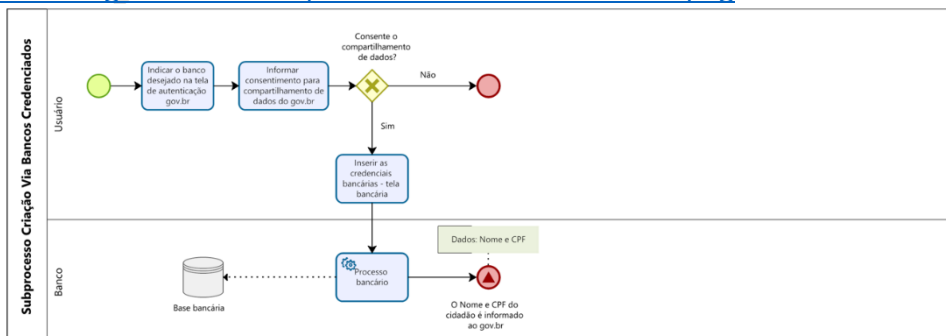 Subprocesso Criação Via Bancos Credenciados
Usuário
Indicar o banco
desejado na tela
de autenticação
gov.br
Informar
consentimento para
compartilhamento de
dados do gov.br
Consente o
compartilhamento
de dados?
Não
Sim
Inserir as
credenciais
bancárias - tela
bancária
Banco
Base bancária
Processo
bancário
Dados: Nome e CPF
O Nome e CPF do
cidadão é informado
ao gov.br